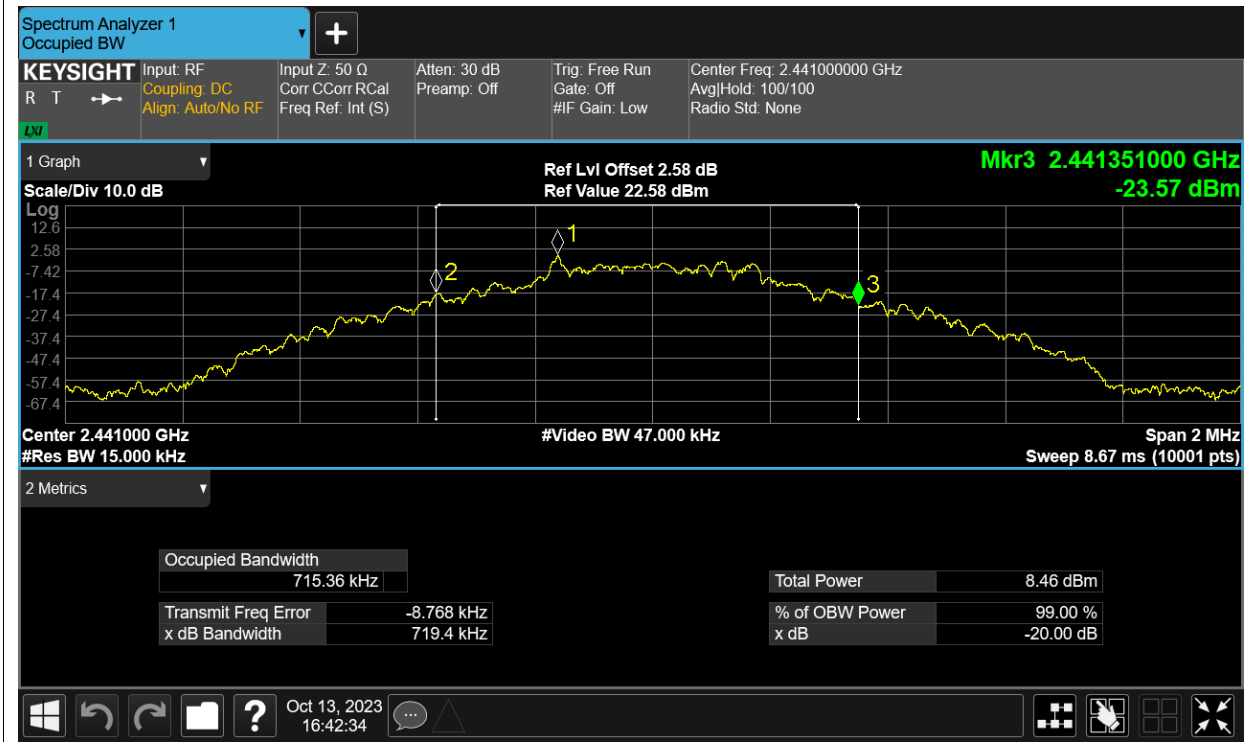 Spectrum Analyzer 1
Occupied BW
KEYSIGHT
R T
LXI
Input: RF
Coupling: DC
Align: Auto/No RF
Input Z: 50 Ω
Corr CCorr RCal
Freq Ref: Int (S)
Atten: 30 dB
Preamp: Off
Trig: Free Run
Gate: Off
#IF Gain: Low
Center Freq: 2.441000000 GHz
Avg|Hold: 100/100
Radio Std: None
1 Graph
Scale/Div 10.0 dB
Ref Lvl Offset 2.58 dB
Ref Value 22.58 dBm
Mkr3 2.441351000 GHz
-23.57 dBm
Log
12.6
2.58
-7.42
-17.4
-27.4
-37.4
-47.4
-57.4
-67.4
1
2
3
Center 2.441000 GHz
#Video BW 47.000 kHz
Span 2 MHz
#Res BW 15.000 kHz
Sweep 8.67 ms (10001 pts)
2 Metrics
Occupied Bandwidth
715.36 kHz
Total Power 8.46 dBm
Transmit Freq Error -8.768 kHz
% of OBW Power 99.00 %
x dB Bandwidth 719.4 kHz
x dB -20.00 dB
?
Oct 13, 2023
16:42:34